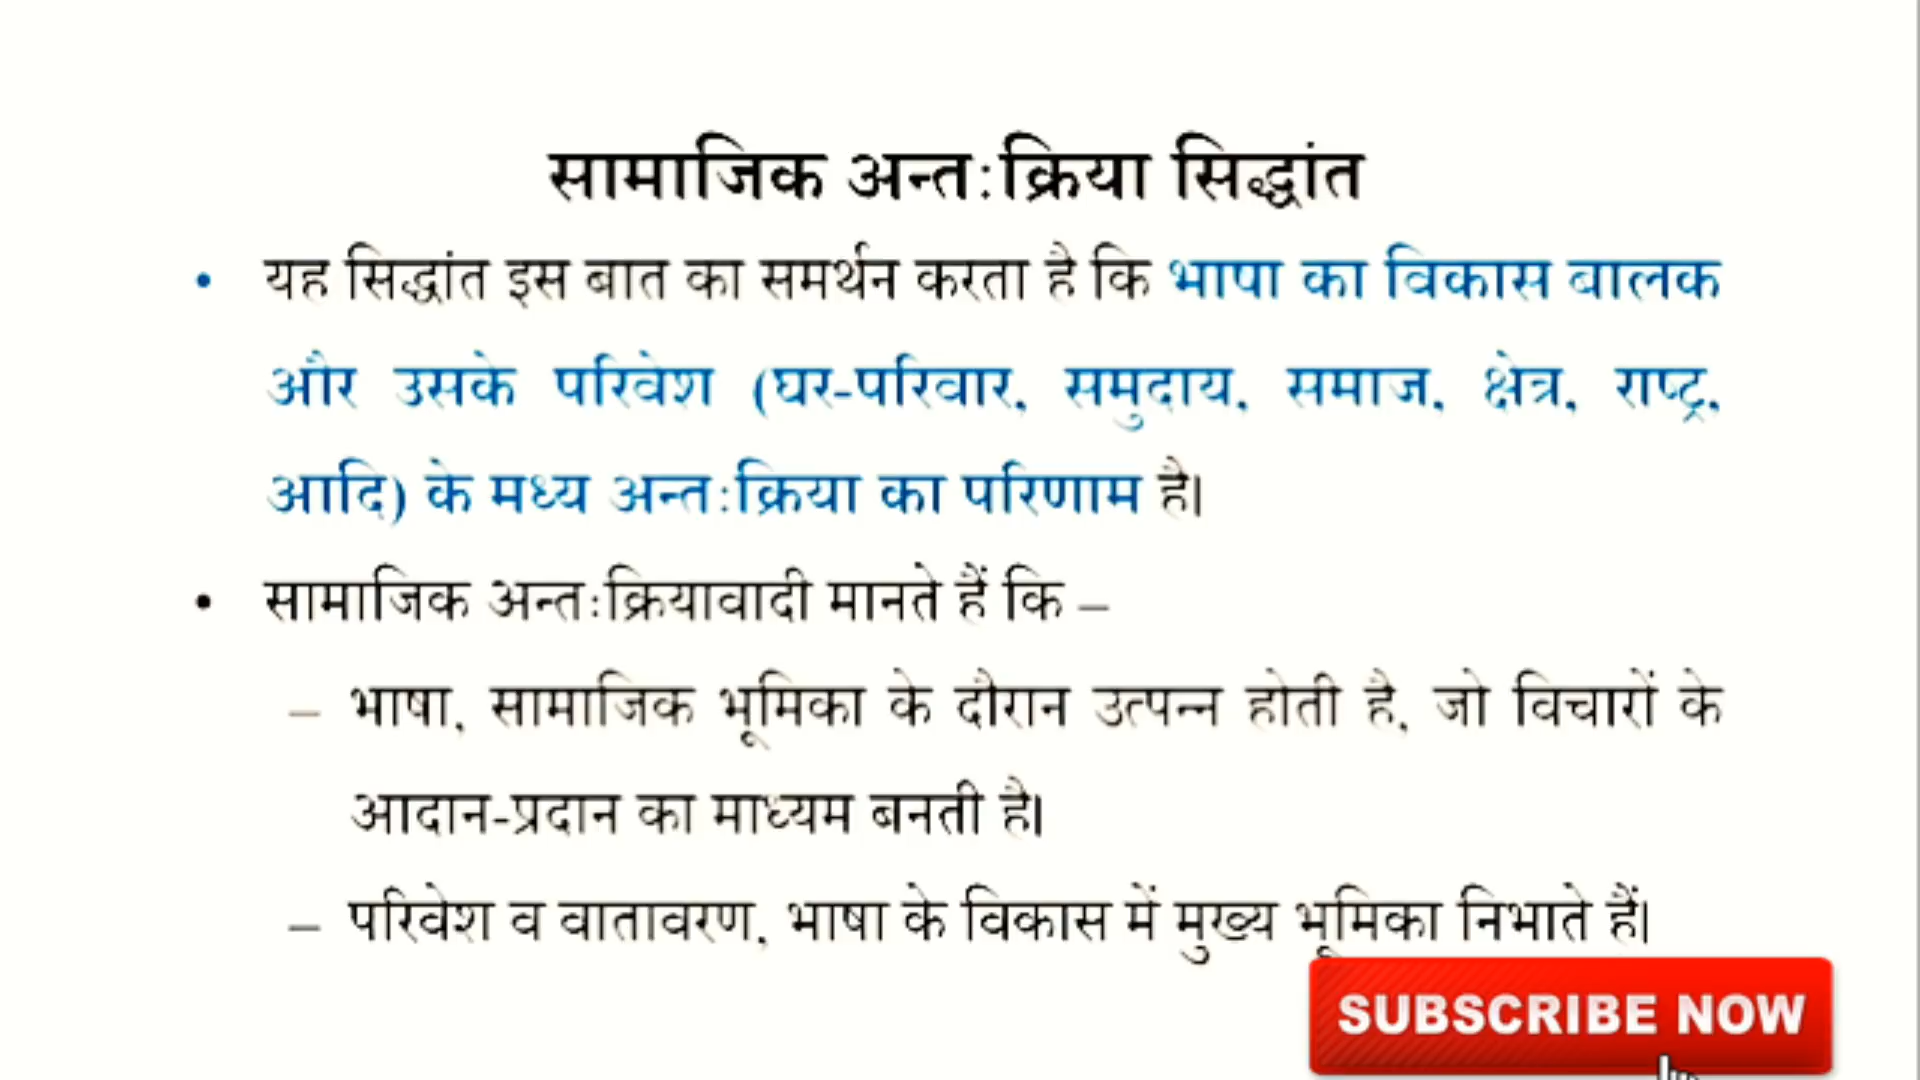 सामाजिक अन्तःक्रिया सिद्धांत
• यह सिद्धांत इस बात का समर्थन करता है कि भाषा का विकास बालक
और उसके परिवेश (घर-परिवार, समुदाय, समाज, क्षेत्र, राष्ट्र,
आदि) के मध्य अन्तःक्रिया का परिणाम है।
• सामाजिक अन्तःक्रियावादी मानते हैं कि –
– भाषा, सामाजिक भूमिका के दौरान उत्पन्न होती है, जो विचारों के
आदान-प्रदान का माध्यम बनती है।
– परिवेश व वातावरण, भाषा के विकास में मुख्य भूमिका निभाते हैं।
SUBSCRIBE NOW